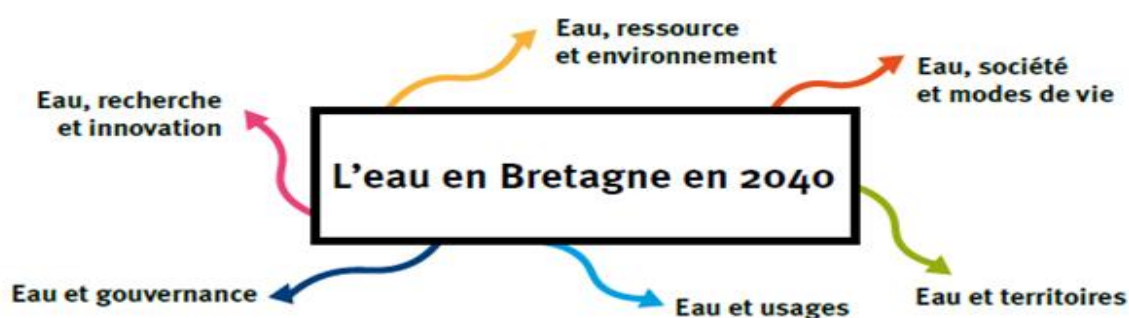 Eau, ressource
et environnement
Eau, société
et modes de vie
Eau, recherche
et innovation
L'eau en Bretagne en 2040
Eau et gouvernance
Eau et usages
Eau et territoires